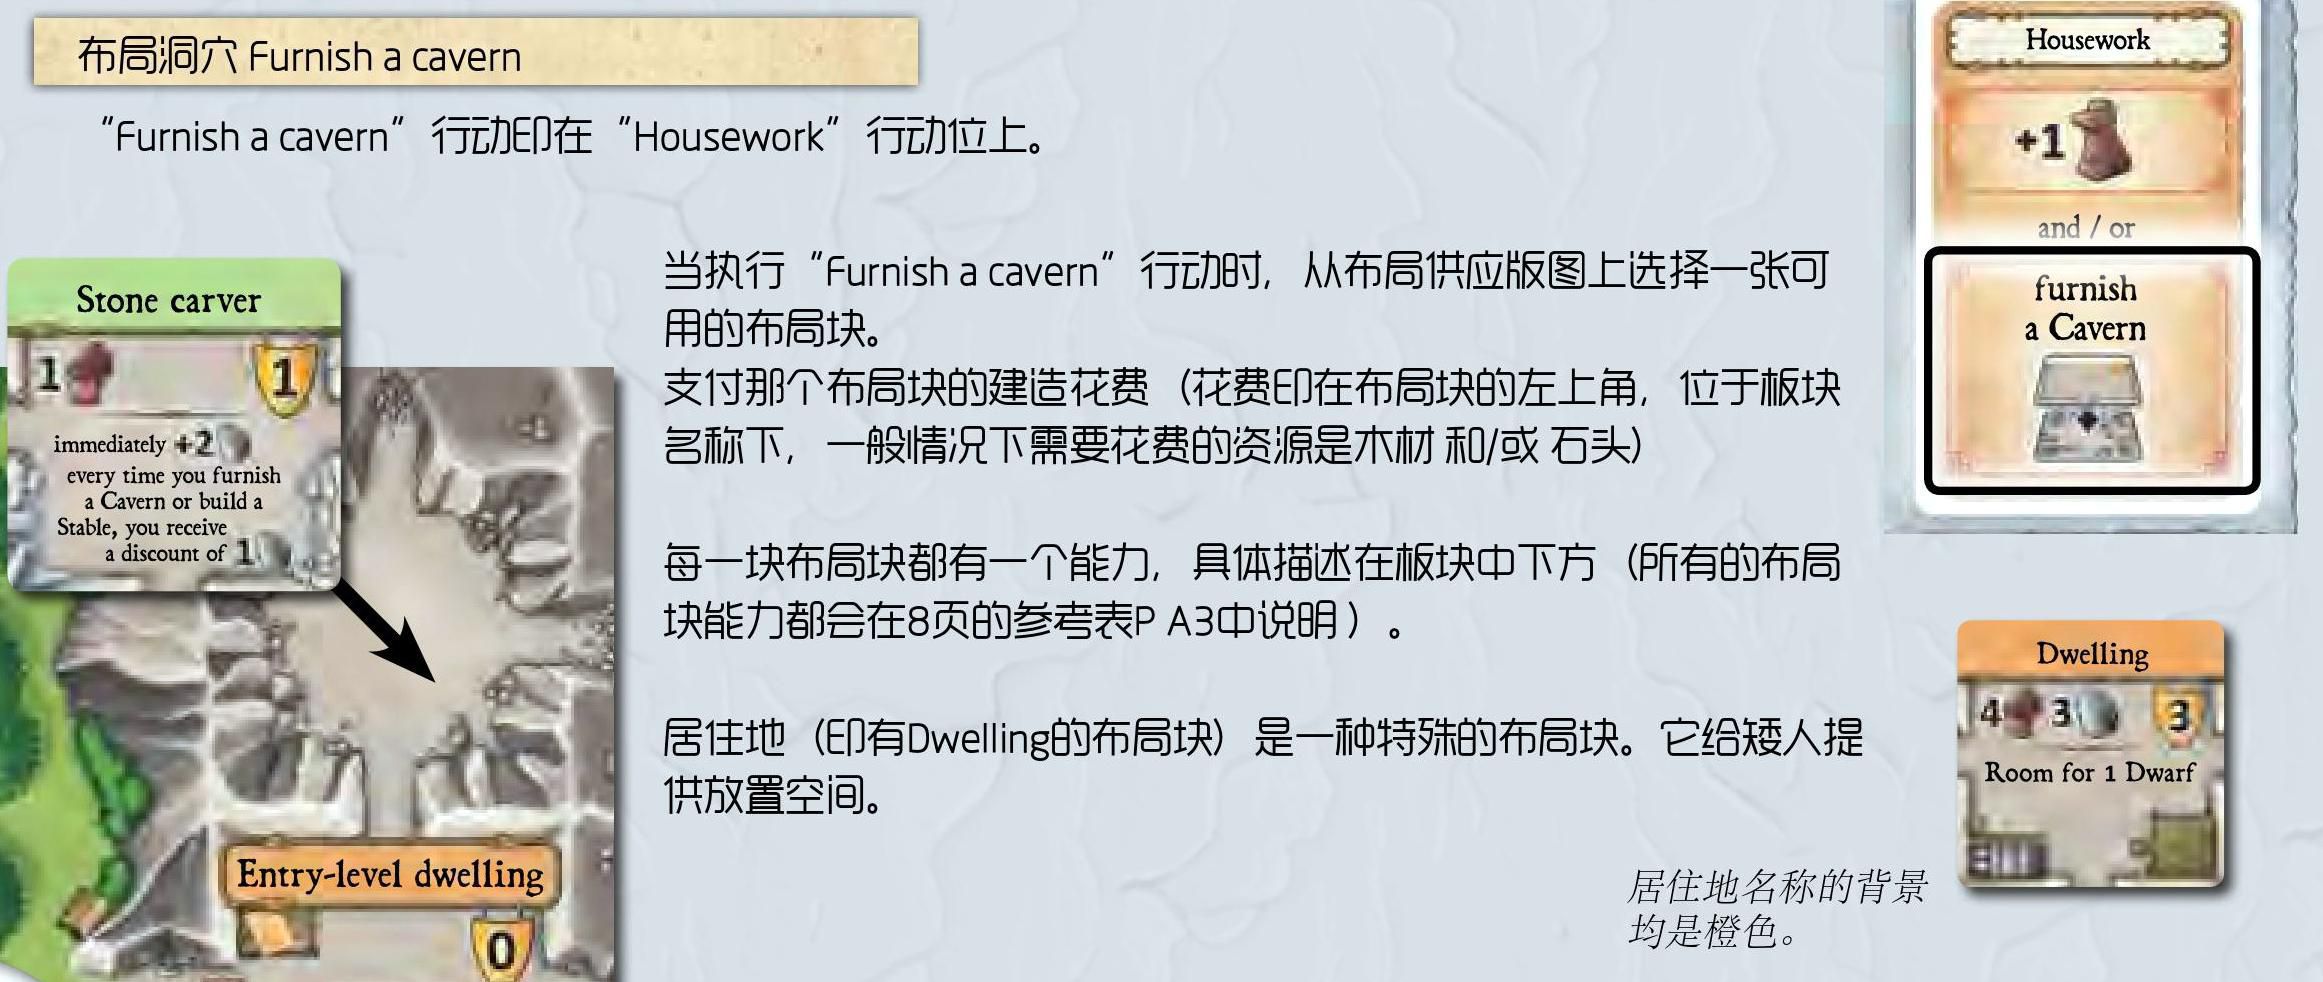 布局洞穴 Furnish a cavern
“Furnish a cavern”行动印在“Housework”行动位上。
Housework
+1
and / or
furnish
a Cavern
Stone carver
1
1
immediately +2
every time you furnish
a Cavern or build a
Stable, you receive
a discount of 1
Entry-level dwelling
0
当执行“Furnish a cavern”行动时，从布局供应版图上选择一张可
用的布局块。
支付那个布局块的建造花费（花费印在布局块的左上角，位于板块
名称下，一般情况下需要花费的资源是木材 和/或 石头）
每一块布局块都有一个能力，具体描述在板块中下方（所有的布局
块能力都会在8页的参考表P A3中说明）。
居住地（印有Dwelling的布局块）是一种特殊的布局块。它给矮人提
供放置空间。
Dwelling
4 3 3
Room for 1 Dwarf
居住地名称的背景
均是橙色。